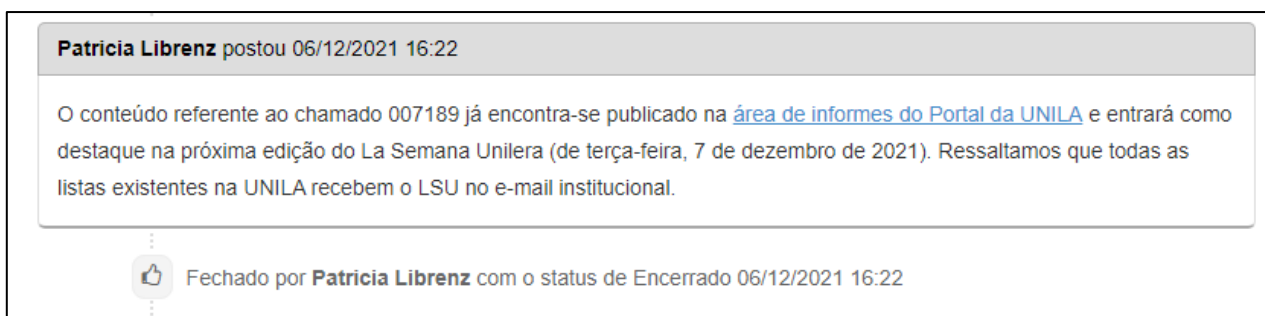 Patricia Librenz postou 06/12/2021 16:22
O conteúdo referente ao chamado 007189 já encontra-se publicado na área de informes do Portal da UNILA e entrará como
destaque na próxima edição do La Semana Unilera (de terça-feira, 7 de dezembro de 2021). Ressaltamos que todas as
listas existentes na UNILA recebem o LSU no e-mail institucional.
Fechado por Patricia Librenz com o status de Encerrado 06/12/2021 16:22